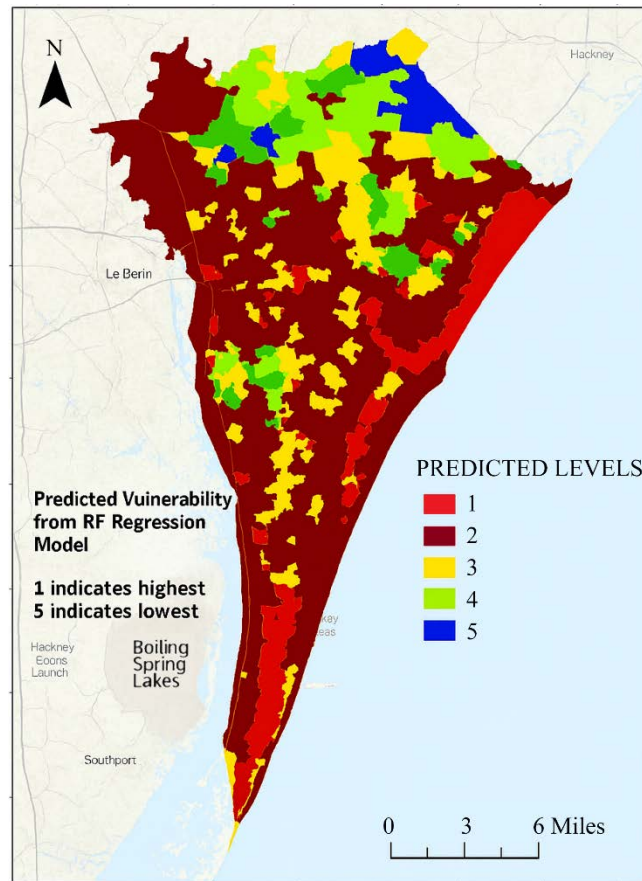 N
Hackney
Le Berin
PREDICTED LEVELS
1
2
3
4
5
Predicted Vuinerability
from RF Regression
Model
1 indicates highest
5 indicates lowest
Hackney
Eoons
Launch
Boiling
Spring
Lakes
Southport
0 3 6 Miles